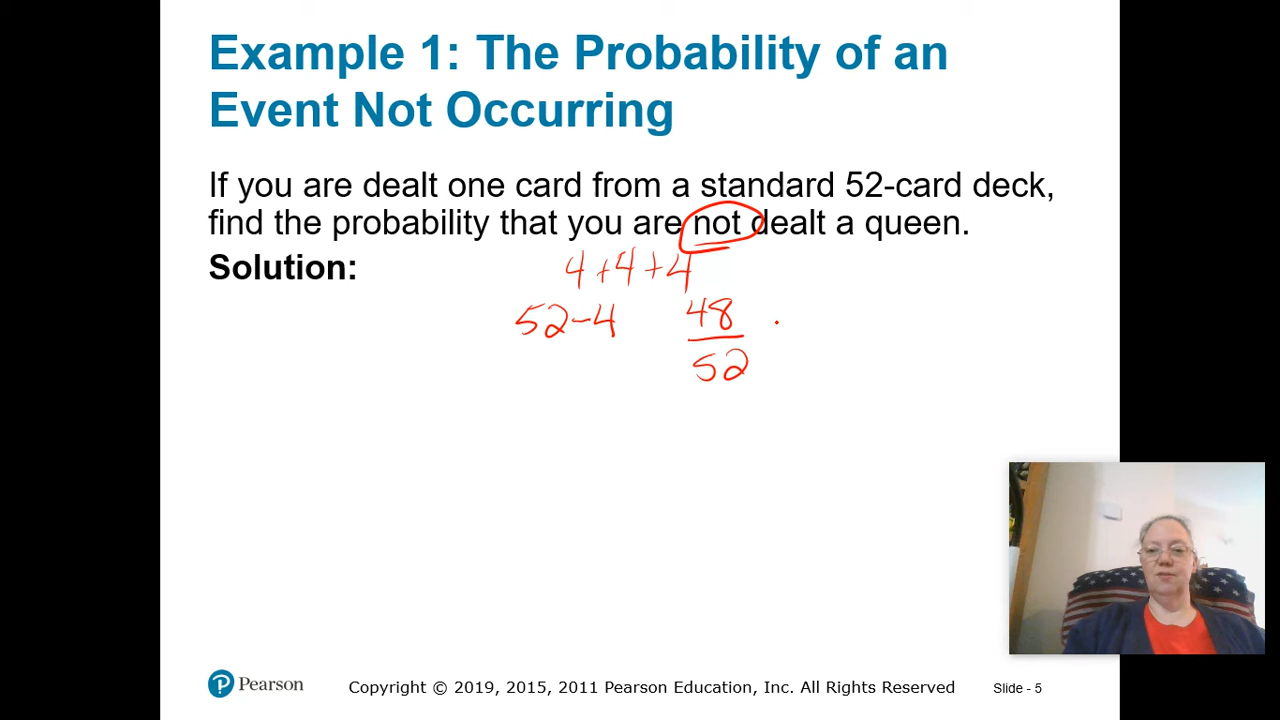 Example 1: The Probability of an
Event Not Occurring
If you are dealt one card from a standard 52-card deck,
find the probability that you are not dealt a queen.
Solution:
4+4+4
52-4
48
52
Pearson
Copyright © 2019, 2015, 2011 Pearson Education, Inc. All Rights Reserved
Slide - 5